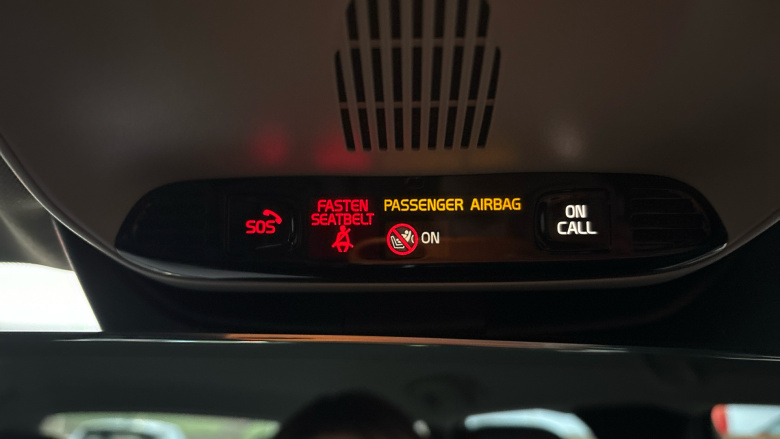 SOS
FASTEN
SEATBELT
PASSENGER AIRBAG
ON
ON
CALL